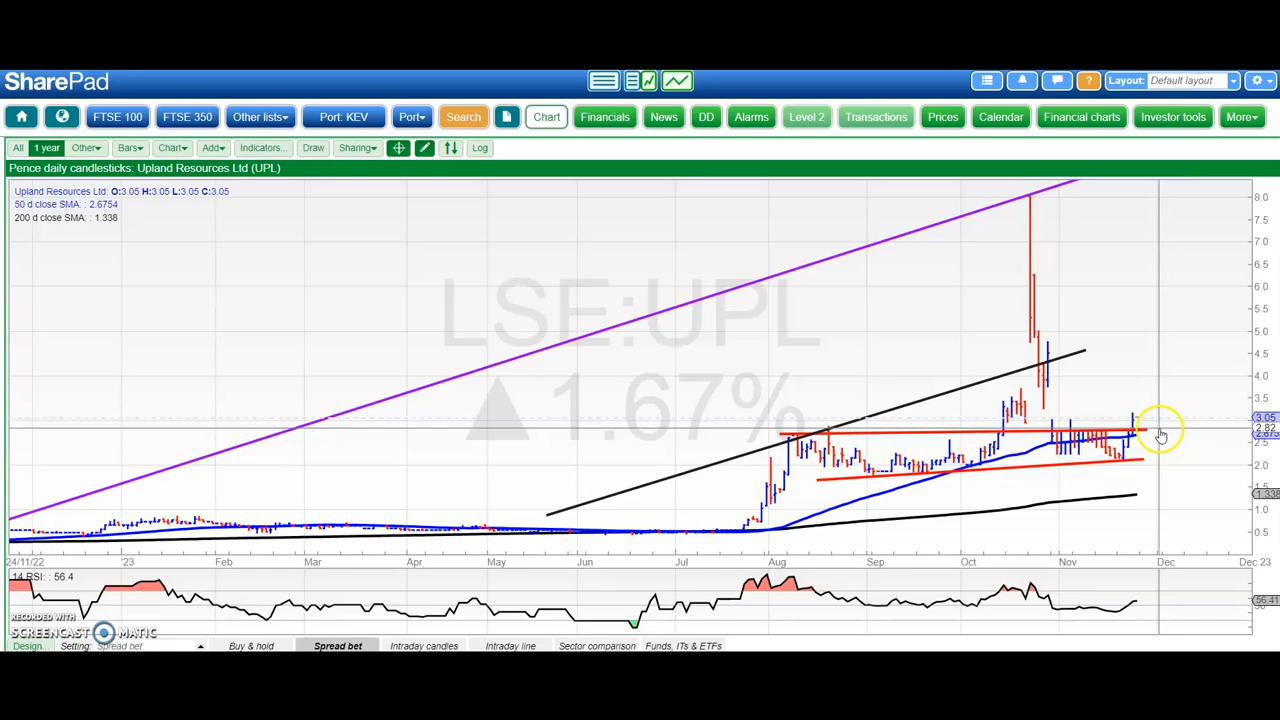 SharePad
Layout: Default layout
FTSE 100 FTSE 350 Other lists Port: KEV Port Search Chart Financials News DD Alarms Level 2 Transactions Prices Calendar Financial charts Investor tools More
All 1 year Other Bars Chart Add Indicators... Draw Sharing Log
Pence daily candlesticks: Upland Resources Ltd (UPL)
Upland Resources Ltd: O:3.05 H:3.05 L:3.05 C:3.05
50 d close SMA: : 2.6754
200 d close SMA: : 1.338
LSE:UPL
▲1.67%
8.0
7.5
7.0
6.5
6.0
5.5
5.0
4.5
4.0
3.5
3.05
2.82
2.5
2.0
1.5
1.338
1.0
0.5
24/11/22 '23 Feb Mar Apr May Jun Jul Aug Sep Oct Nov Dec Dec 23
14 RSI: : 56.4
56.41
RECORDED WITH
SCREENCAST MATIC
Design... Setting: Spread bet Buy & hold Spread bet Intraday candles Intraday line Sector comparison Funds, ITs & ETFs